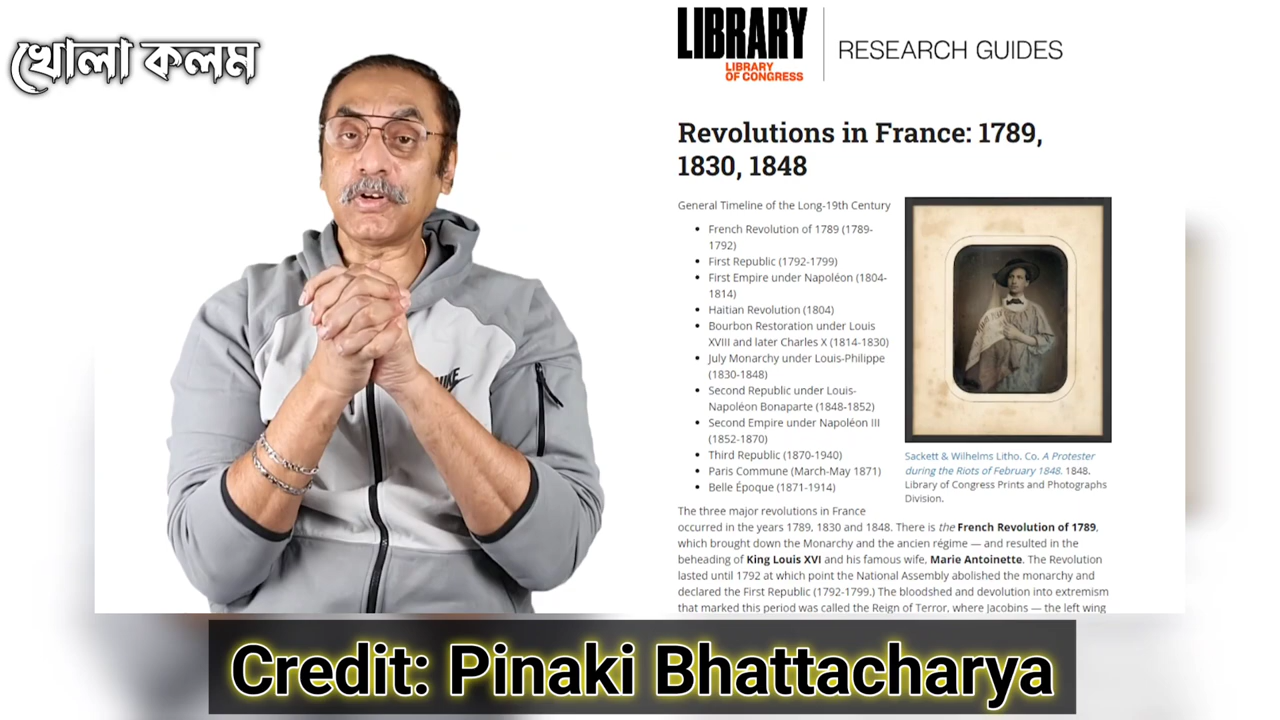 খোলা কলম
LIBRARY
LIBRARY
OF CONGRESS
RESEARCH GUIDES
Revolutions in France: 1789,
1830, 1848
General Timeline of the Long-19th Century
• French Revolution of 1789 (1789-
1792)
• First Republic (1792-1799)
• First Empire under Napoléon (1804-
1814)
• Haitian Revolution (1804)
• Bourbon Restoration under Louis
XVIII and later Charles X (1814-1830)
• July Monarchy under Louis-Philippe
(1830-1848)
• Second Republic under Louis-
Napoléon Bonaparte (1848-1852)
• Second Empire under Napoléon III
(1852-1870)
• Third Republic (1870-1940)
• Paris Commune (March-May 1871)
• Belle Époque (1871-1914)
Sackett & Wilhelms Litho. Co. A Protester
during the Riots of February 1848. 1848.
Library of Congress Prints and Photographs
Division.
The three major revolutions in France
occurred in the years 1789, 1830 and 1848. There is the French Revolution of 1789,
which brought down the Monarchy and the ancien régime — and resulted in the
beheading of King Louis XVI and his famous wife, Marie Antoinette. The Revolution
lasted until 1792 at which point the National Assembly abolished the monarchy and
declared the First Republic (1792-1799.) The bloodshed and devolution into extremism
that marked this period was called the Reign of Terror, where Jacobins — the left wing
NIKE
Credit: Pinaki Bhattacharya